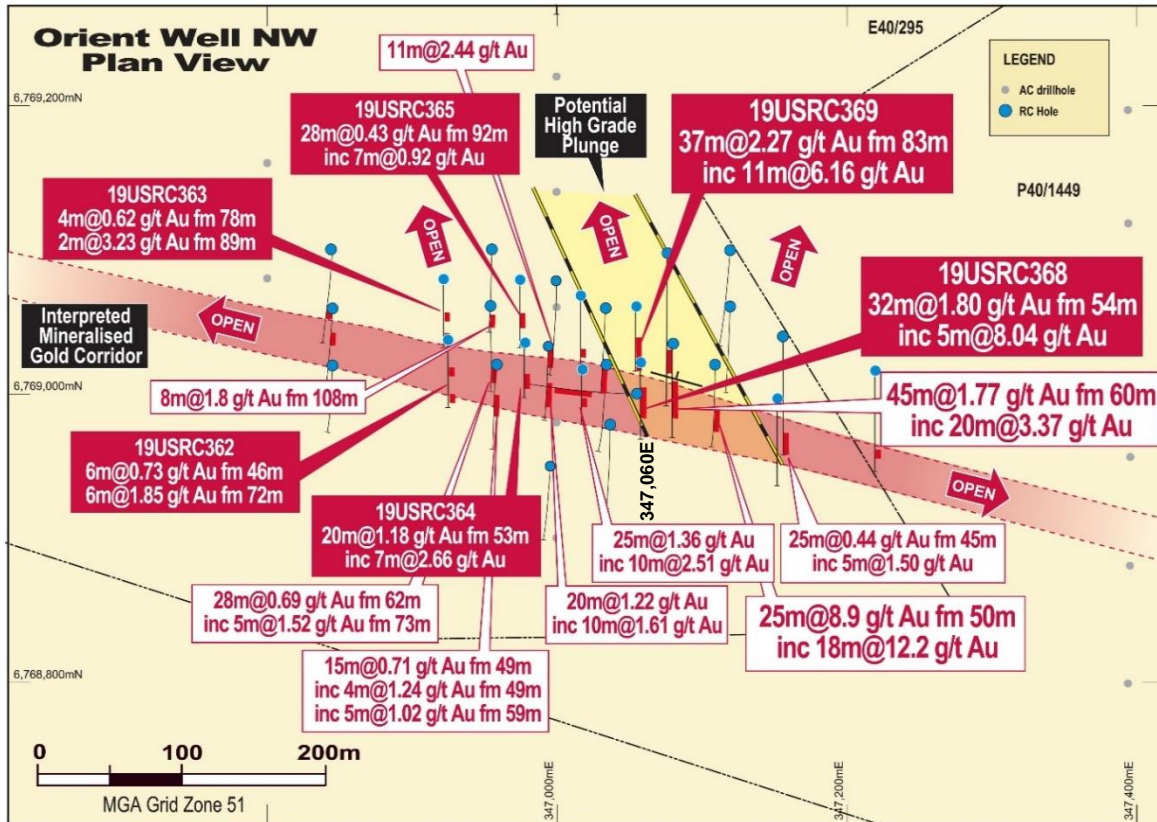 Orient Well NW
Plan View
11m@2.44 g/t Au
E40/295
LEGEND
AC drillhole
RC Hole
6,769,200mN
19USRC365
28m@0.43 g/t Au fm 92m
inc 7m@0.92 g/t Au
Potential
High Grade
Plunge
19USRC369
37m@2.27 g/t Au fm 83m
inc 11m@6.16 g/t Au
P40/1449
19USRC363
4m@0.62 g/t Au fm 78m
2m@3.23 g/t Au fm 89m
OPEN
OPEN
OPEN
19USRC368
32m@1.80 g/t Au fm 54m
inc 5m@8.04 g/t Au
OPEN
Interpreted
Mineralised
Gold Corridor
6,769,000mN
8m@1.8 g/t Au fm 108m
45m@1.77 g/t Au fm 60m
inc 20m@3.37 g/t Au
19USRC362
6m@0.73 g/t Au fm 46m
6m@1.85 g/t Au fm 72m
347,060E
OPEN
19USRC364
20m@1.18 g/t Au fm 53m
inc 7m@2.66 g/t Au
25m@1.36 g/t Au
inc 10m@2.51 g/t Au
25m@0.44 g/t Au fm 45m
inc 5m@1.50 g/t Au
28m@0.69 g/t Au fm 62m
inc 5m@1.52 g/t Au fm 73m
20m@1.22 g/t Au
inc 10m@1.61 g/t Au
25m@8.9 g/t Au fm 50m
inc 18m@12.2 g/t Au
6,768,800mN
15m@0.71 g/t Au fm 49m
inc 4m@1.24 g/t Au fm 49m
inc 5m@1.02 g/t Au fm 59m
0 100 200m
MGA Grid Zone 51
347,000mE
347,200mE
347,400mE